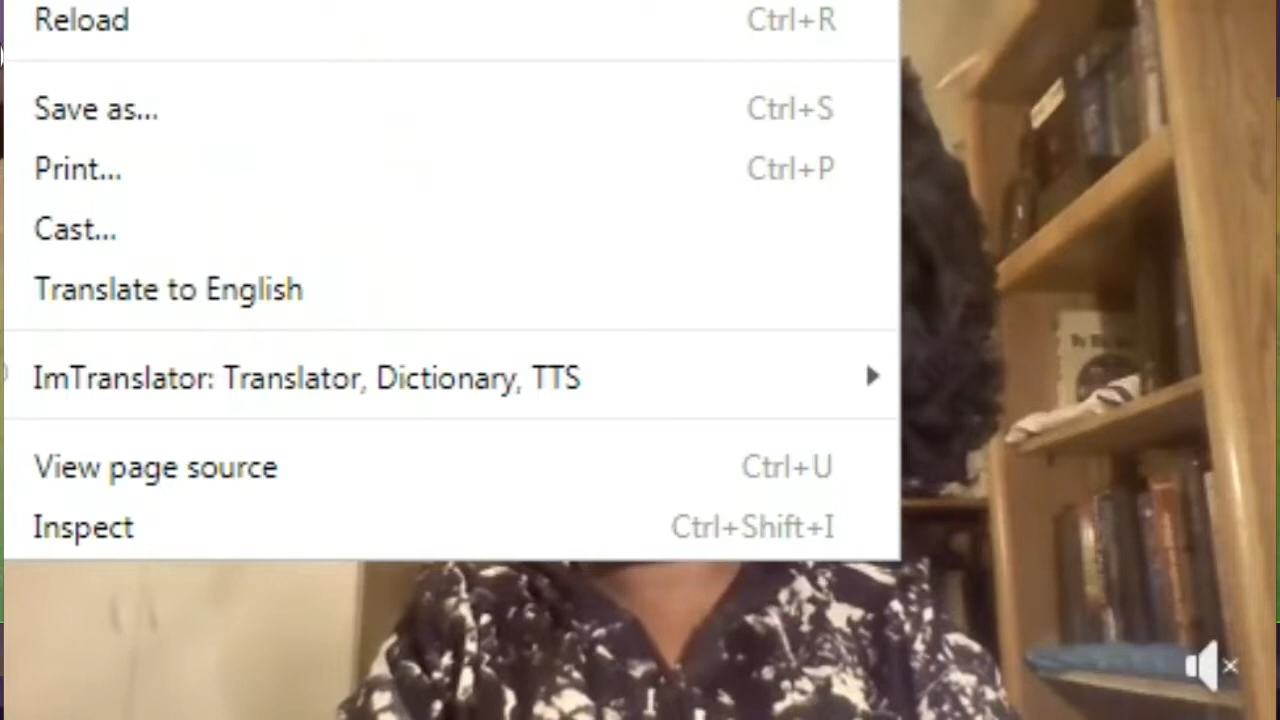 Reload Ctrl+R
Save as... Ctrl+S
Print... Ctrl+P
Cast...
Translate to English
ImTranslator: Translator, Dictionary, TTS
View page source Ctrl+U
Inspect Ctrl+Shift+I